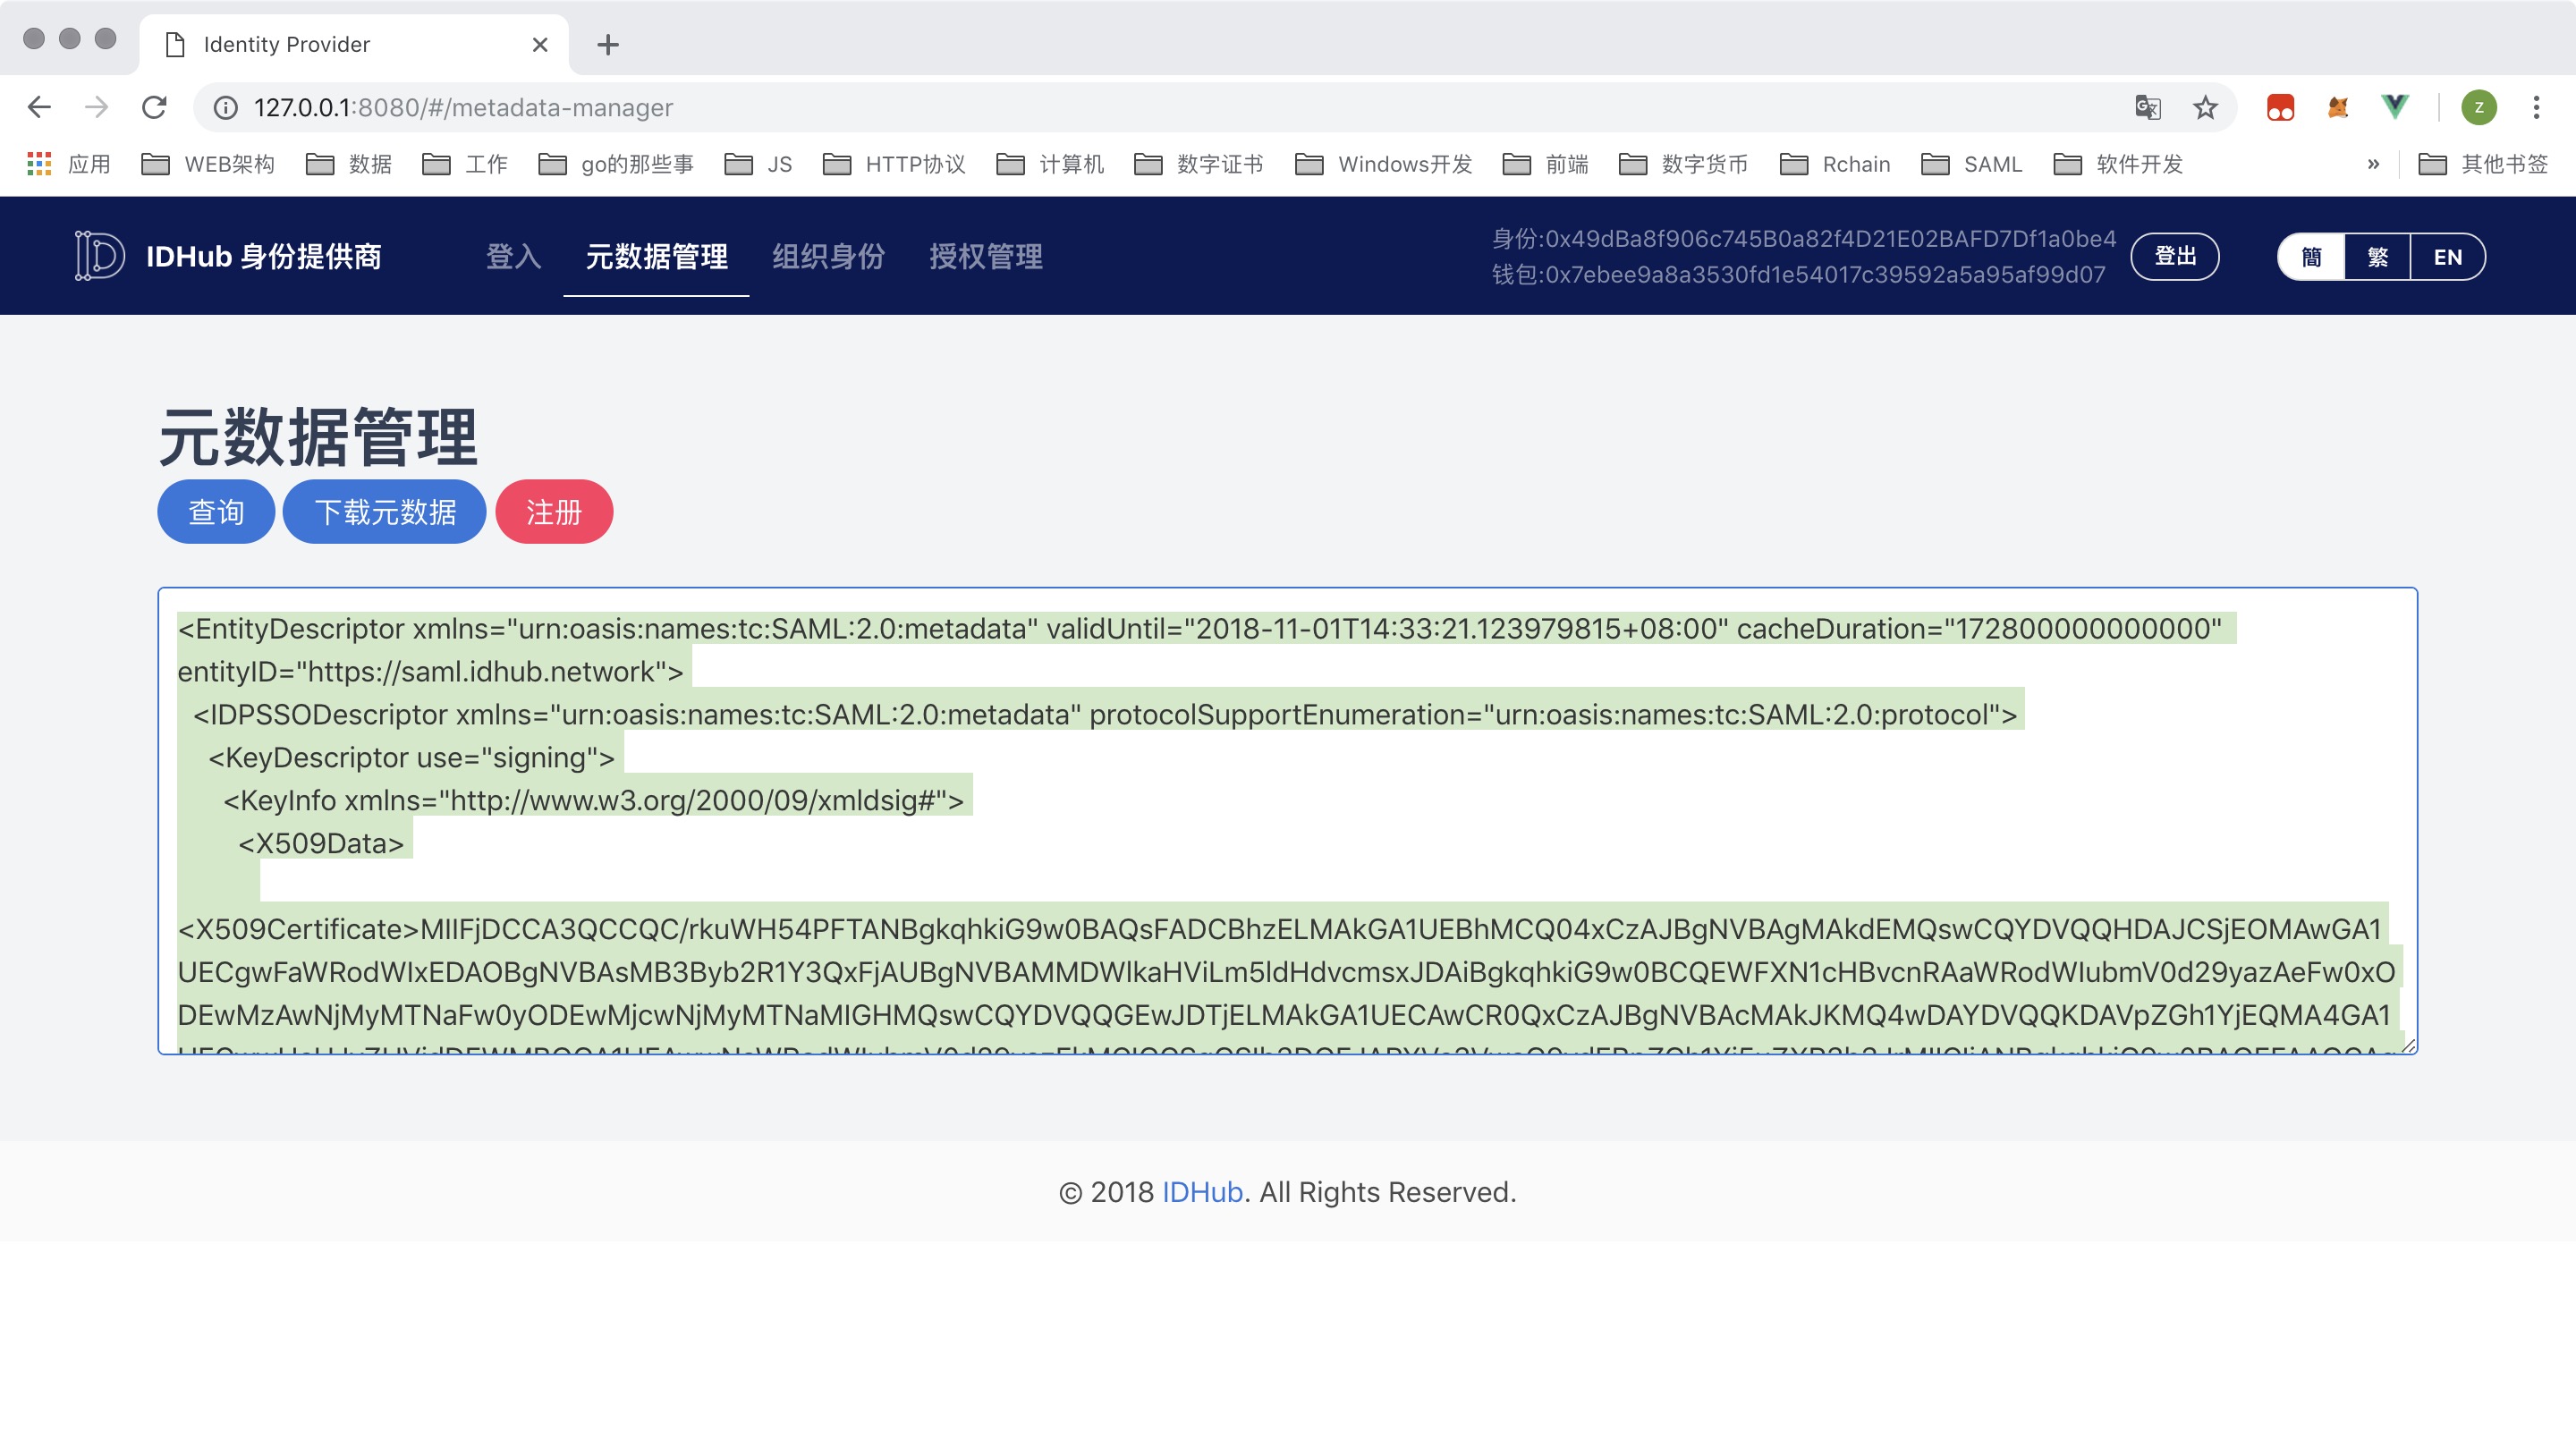 Identity Provider
127.0.0.1:8080/#/metadata-manager
应用 WEB架构 数据 工作 go的那些事 JS HTTP协议 计算机 数字证书 Windows开发 前端 数字货币 Rchain SAML 软件开发 » 其他书签
IDHub 身份提供商 登入 元数据管理 组织身份 授权管理
身份:0x49dBa8f906c745B0a82f4D21E02BAFD7Df1a0be4
钱包:0x7ebee9a8a3530fd1e54017c39592a5a95af99d07
登出 簡 繁 EN
元数据管理
查询 下载元数据 注册
<EntityDescriptor xmlns="urn:oasis:names:tc:SAML:2.0:metadata" validUntil="2018-11-01T14:33:21.123979815+08:00" cacheDuration="172800000000000"
entityID="https://saml.idhub.network">
<IDPSSODescriptor xmlns="urn:oasis:names:tc:SAML:2.0:metadata" protocolSupportEnumeration="urn:oasis:names:tc:SAML:2.0:protocol">
<KeyDescriptor use="signing">
<KeyInfo xmlns="http://www.w3.org/2000/09/xmldsig#">
<X509Data>
<X509Certificate>MIIFjDCCA3QCCQC/rkuWH54PFTANBgkqhkiG9w0BAQsFADCBhzELMAkGA1UEBhMCQ04xCzAJBgNVBAgMAkdEMQswCQYDVQQHDAJCSjEOMAwGA1
UECgwFaWRodWIxEDAOBgNVBAsMB3Byb2R1Y3QxFjAUBgNVBAMMDWlkaHViLm5ldHdvcmsxJDAiBgkqhkiG9w0BCQEWFXN1cHBvcnRAaWRodWIubmV0d29yazAeFw0xO
DEwMzAwNjMyMTNaFw0yODEwMjcwNjMyMTNaMIGHMQswCQYDVQQGEwJDTjELMAkGA1UECAwCR0QxCzAJBgNVBAcMAkJKMQ4wDAYDVQQKDAVpZGh1YjEQMA4GA1
© 2018 IDHub. All Rights Reserved.